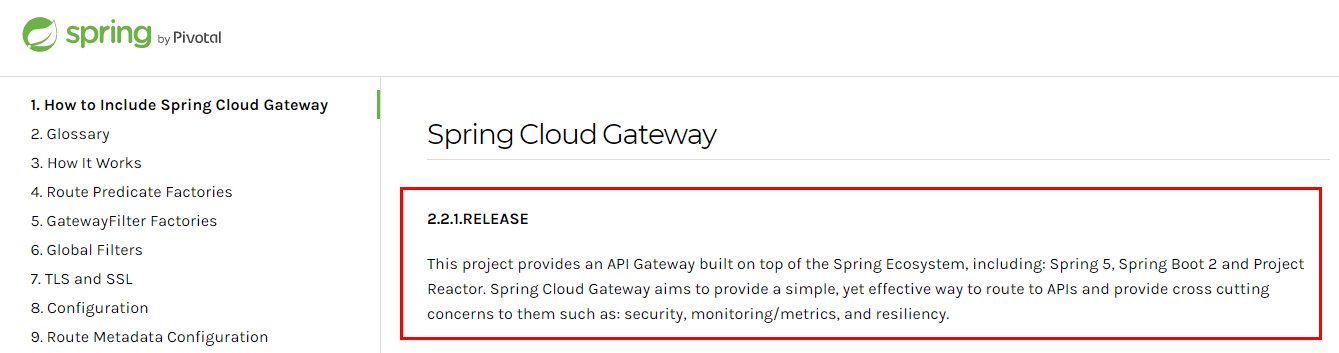 spring by Pivotal
1. How to Include Spring Cloud Gateway
2. Glossary
3. How It Works
4. Route Predicate Factories
5. GatewayFilter Factories
6. Global Filters
7. TLS and SSL
8. Configuration
9. Route Metadata Configuration
Spring Cloud Gateway
2.2.1.RELEASE
This project provides an API Gateway built on top of the Spring Ecosystem, including: Spring 5, Spring Boot 2 and Project
Reactor. Spring Cloud Gateway aims to provide a simple, yet effective way to route to APIs and provide cross cutting
concerns to them such as: security, monitoring/metrics, and resiliency.